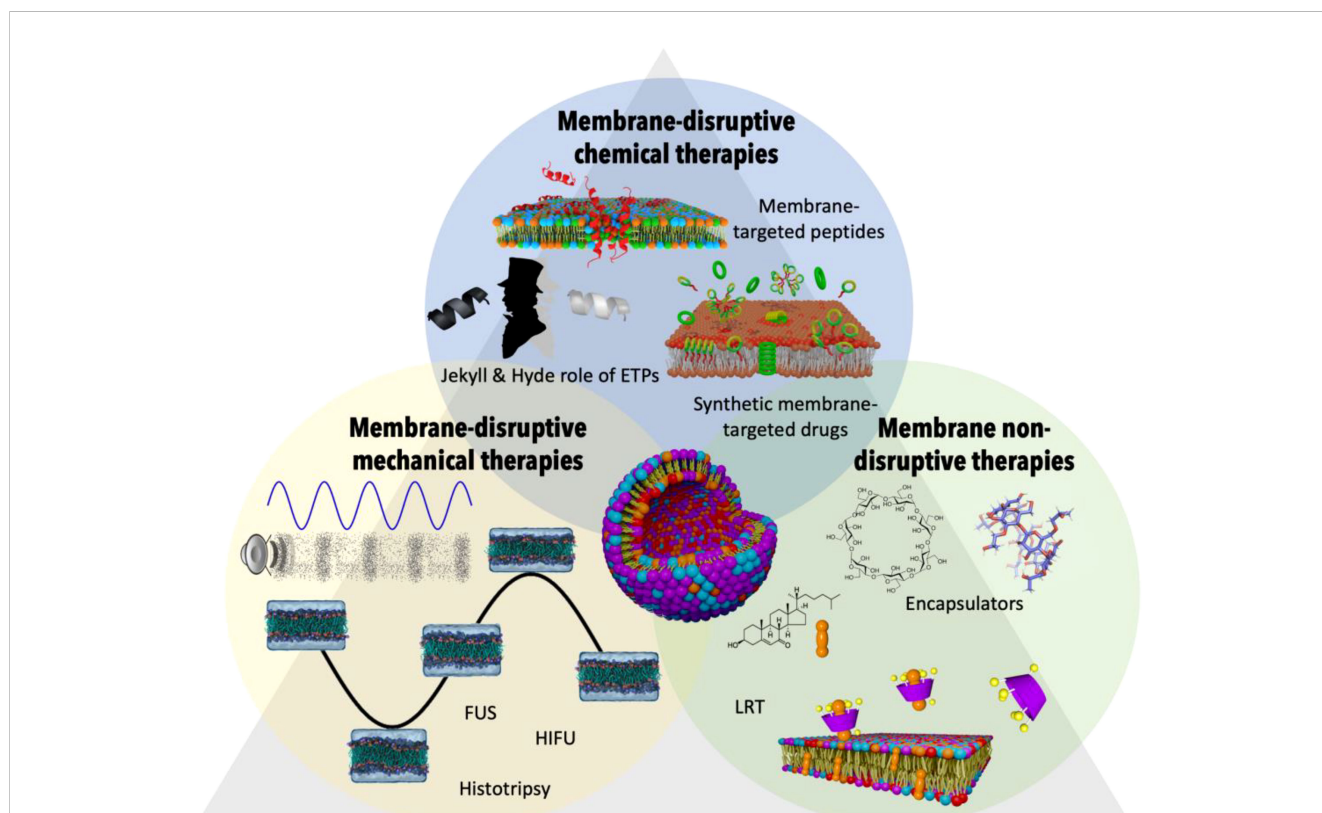 Membrane-disruptive
chemical therapies
Membrane-
targeted peptides
Jekyll & Hyde role of ETPs
Synthetic membrane-
targeted drugs
Membrane-disruptive
mechanical therapies
FUS
HIFU
Histotripsy
Membrane non-
disruptive therapies
Encapsulators
HO
H
H
H
O
LRT